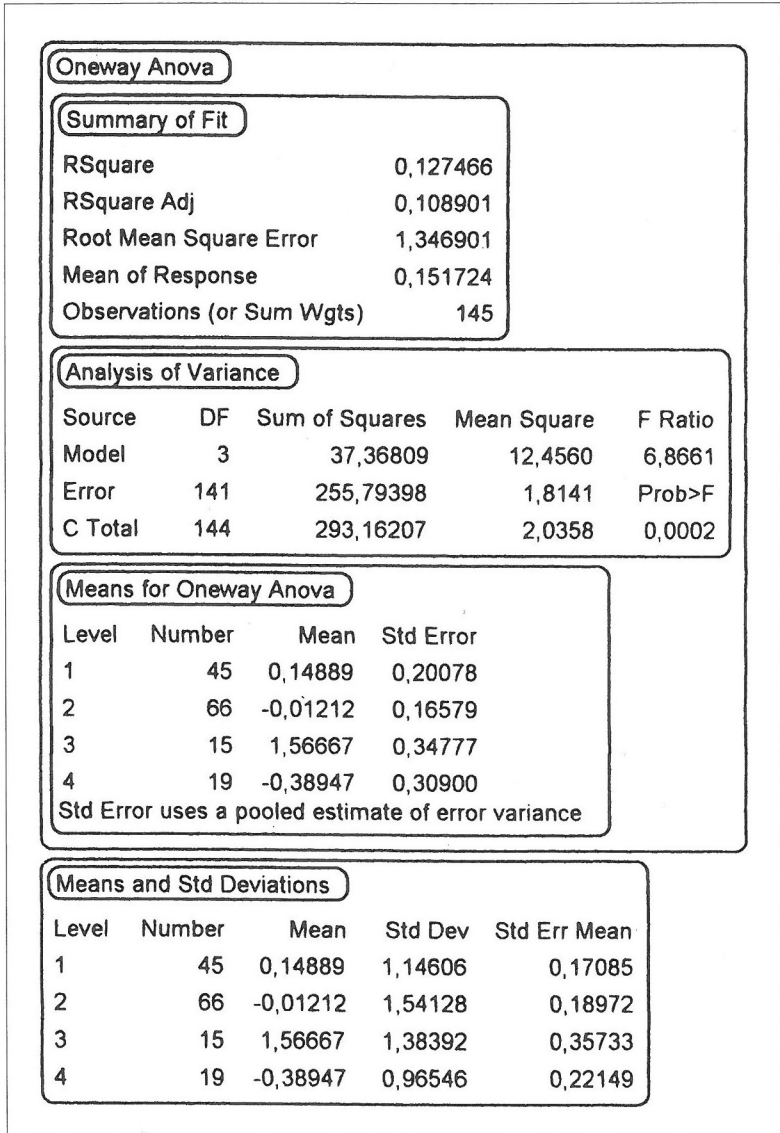 Oneway Anova
Summary of Fit
RSquare 0,127466
RSquare Adj 0,108901
Root Mean Square Error 1,346901
Mean of Response 0,151724
Observations (or Sum Wgts) 145
Analysis of Variance
Source DF Sum of Squares Mean Square F Ratio
Model 3 37,36809 12,4560 6,8661
Error 141 255,79398 1,8141 Prob>F
C Total 144 293,16207 2,0358 0,0002
Means for Oneway Anova
Level Number Mean Std Error
1 45 0,14889 0,20078
2 66 -0,01212 0,16579
3 15 1,56667 0,34777
4 19 -0,38947 0,30900
Std Error uses a pooled estimate of error variance
Means and Std Deviations
Level Number Mean Std Dev Std Err Mean
1 45 0,14889 1,14606 0,17085
2 66 -0,01212 1,54128 0,18972
3 15 1,56667 1,38392 0,35733
4 19 -0,38947 0,96546 0,22149